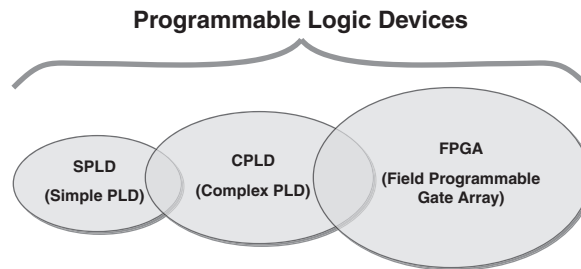 Programmable Logic Devices
SPLD
(Simple PLD)
CPLD
(Complex PLD)
FPGA
(Field Programmable
Gate Array)